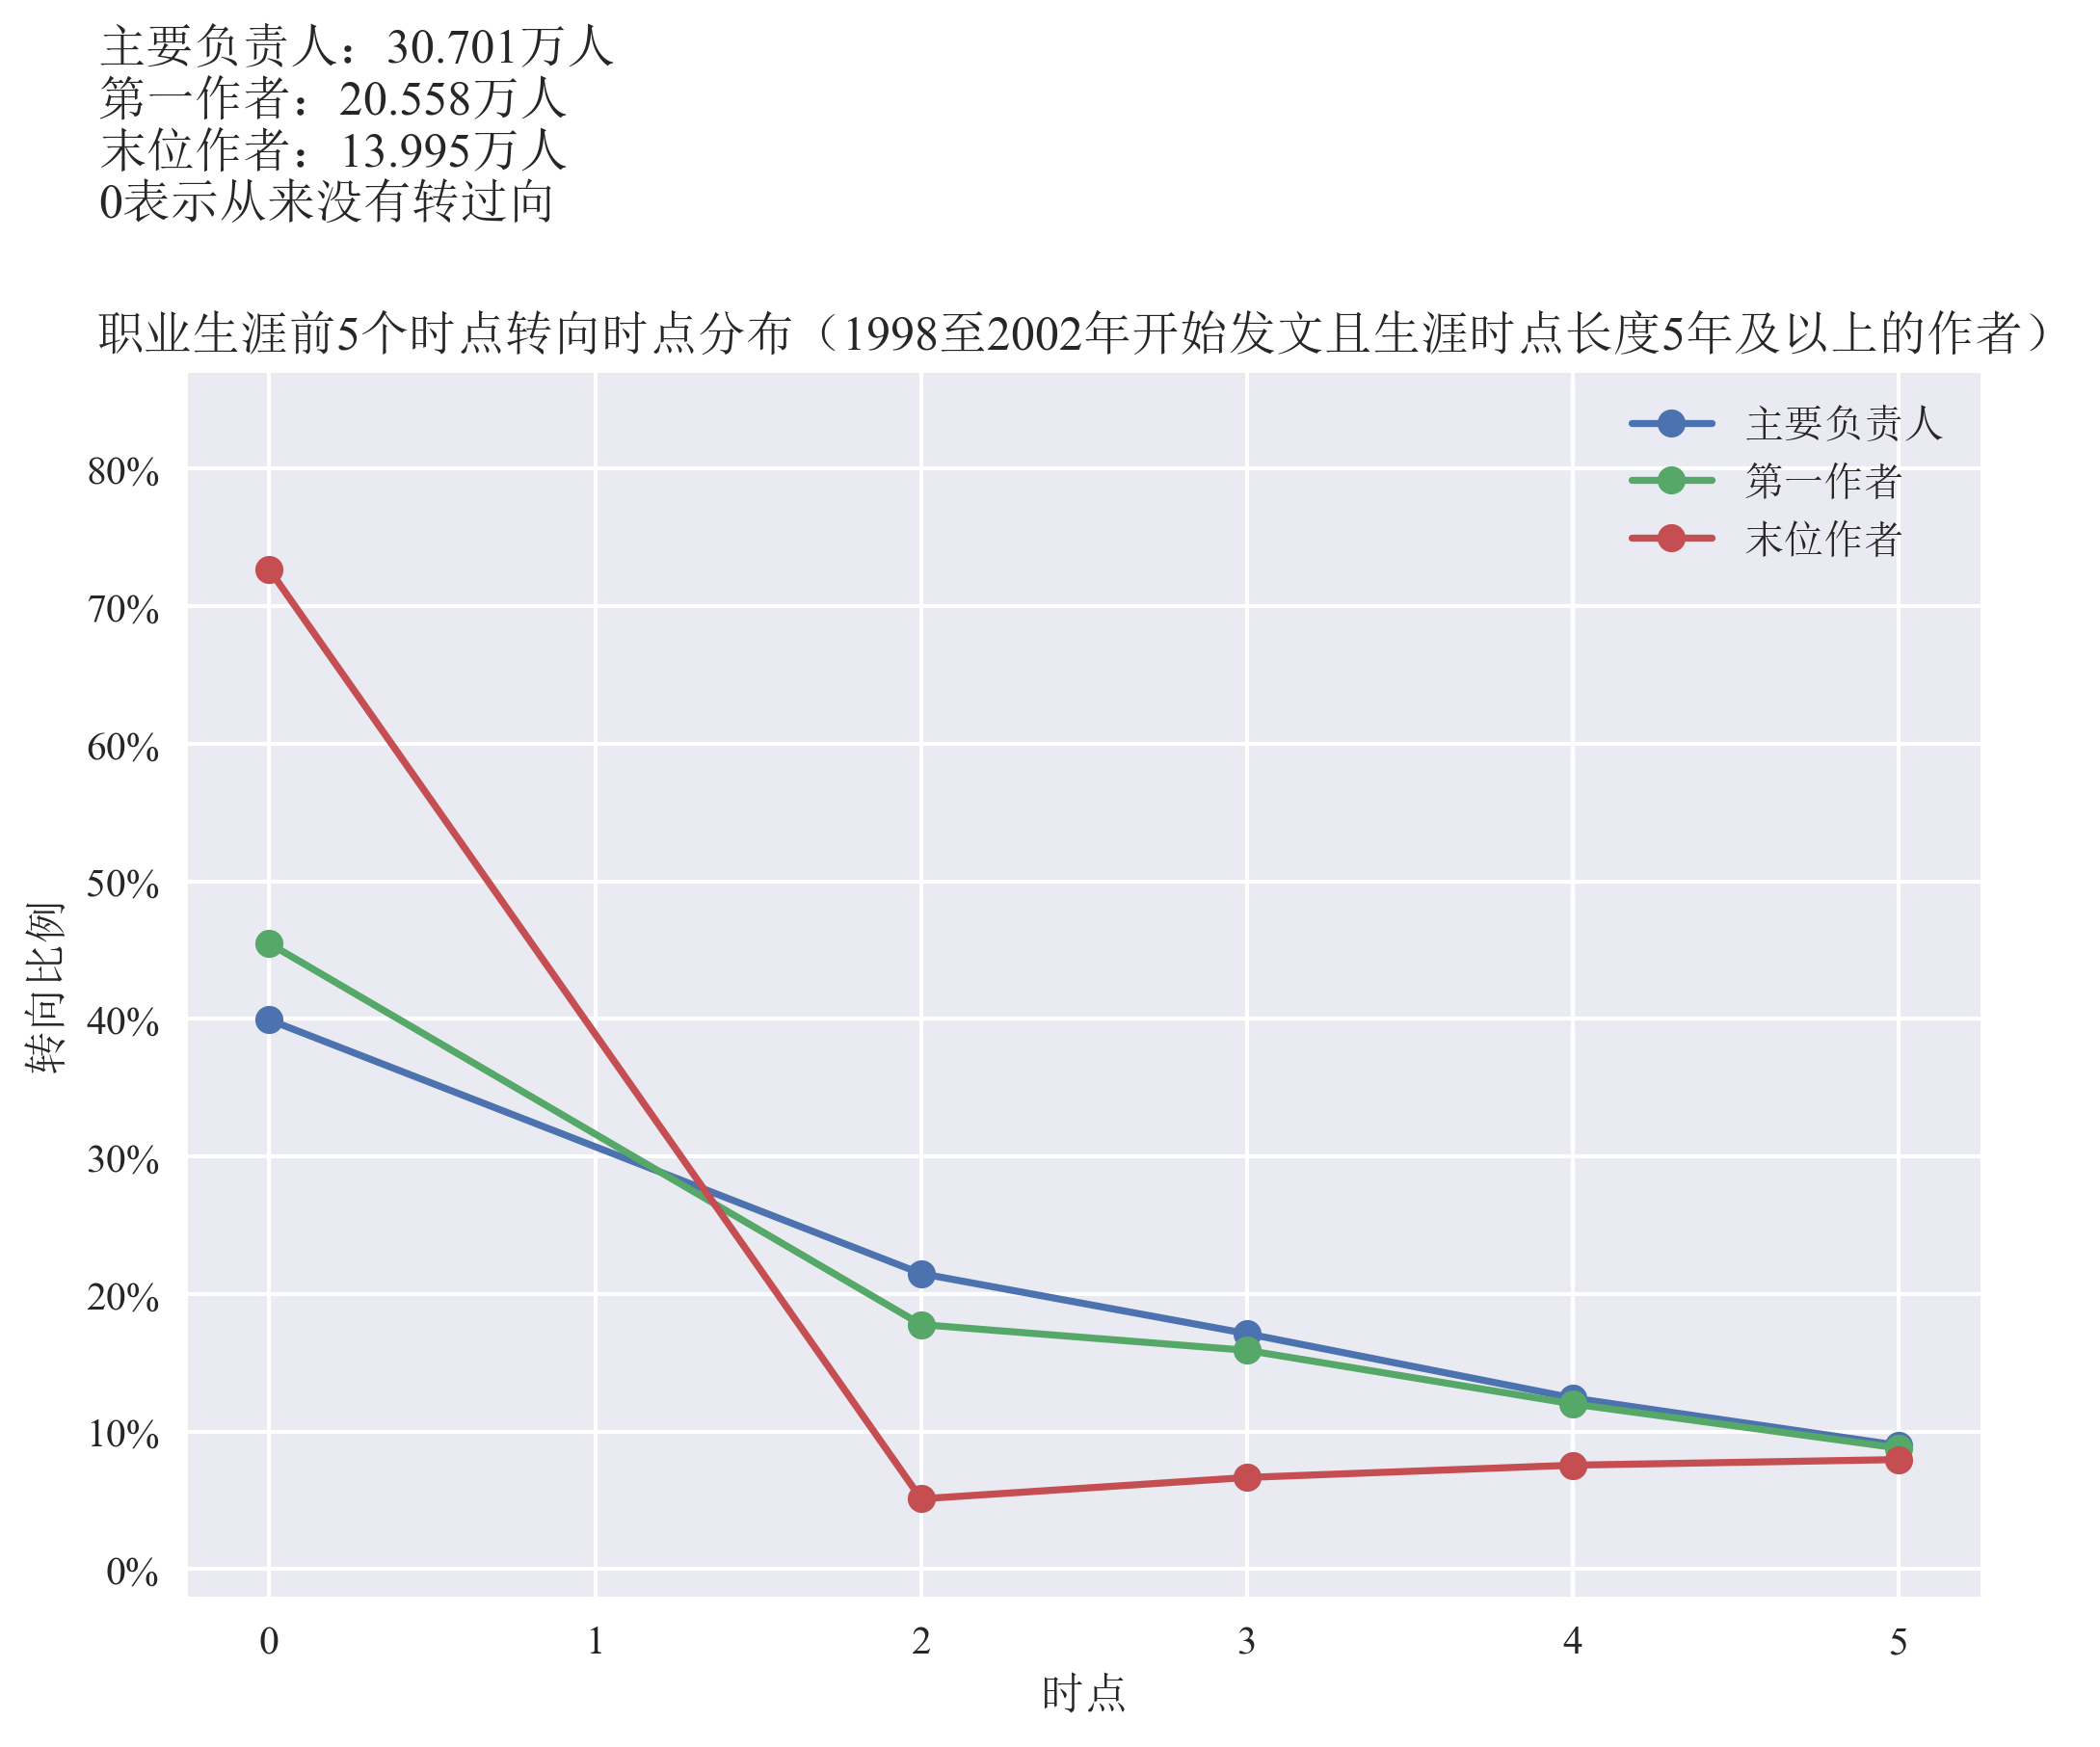 主要负责人：30.701万人
第一作者：20.558万人
末位作者：13.995万人
0表示从来没有转过向
职业生涯前5个时点转向时点分布（1998至2002年开始发文且生涯时点长度5年及以上的作者）
主要负责人
第一作者
末位作者
80%
70%
60%
50%
40%
30%
20%
10%
0%
转向比例
0 1 2 3 4 5
时点